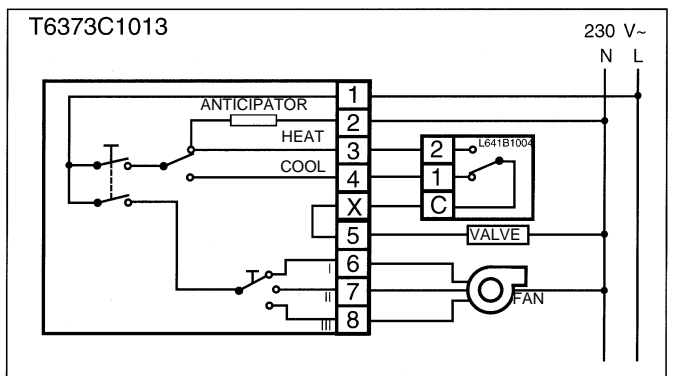 T6373C1013
230 V~
N L
1
ANTICIPATOR
2
HEAT
3
2
L641B1004
COOL
4
1
X
C
5
VALVE
I
6
II
7
FAN
III
8